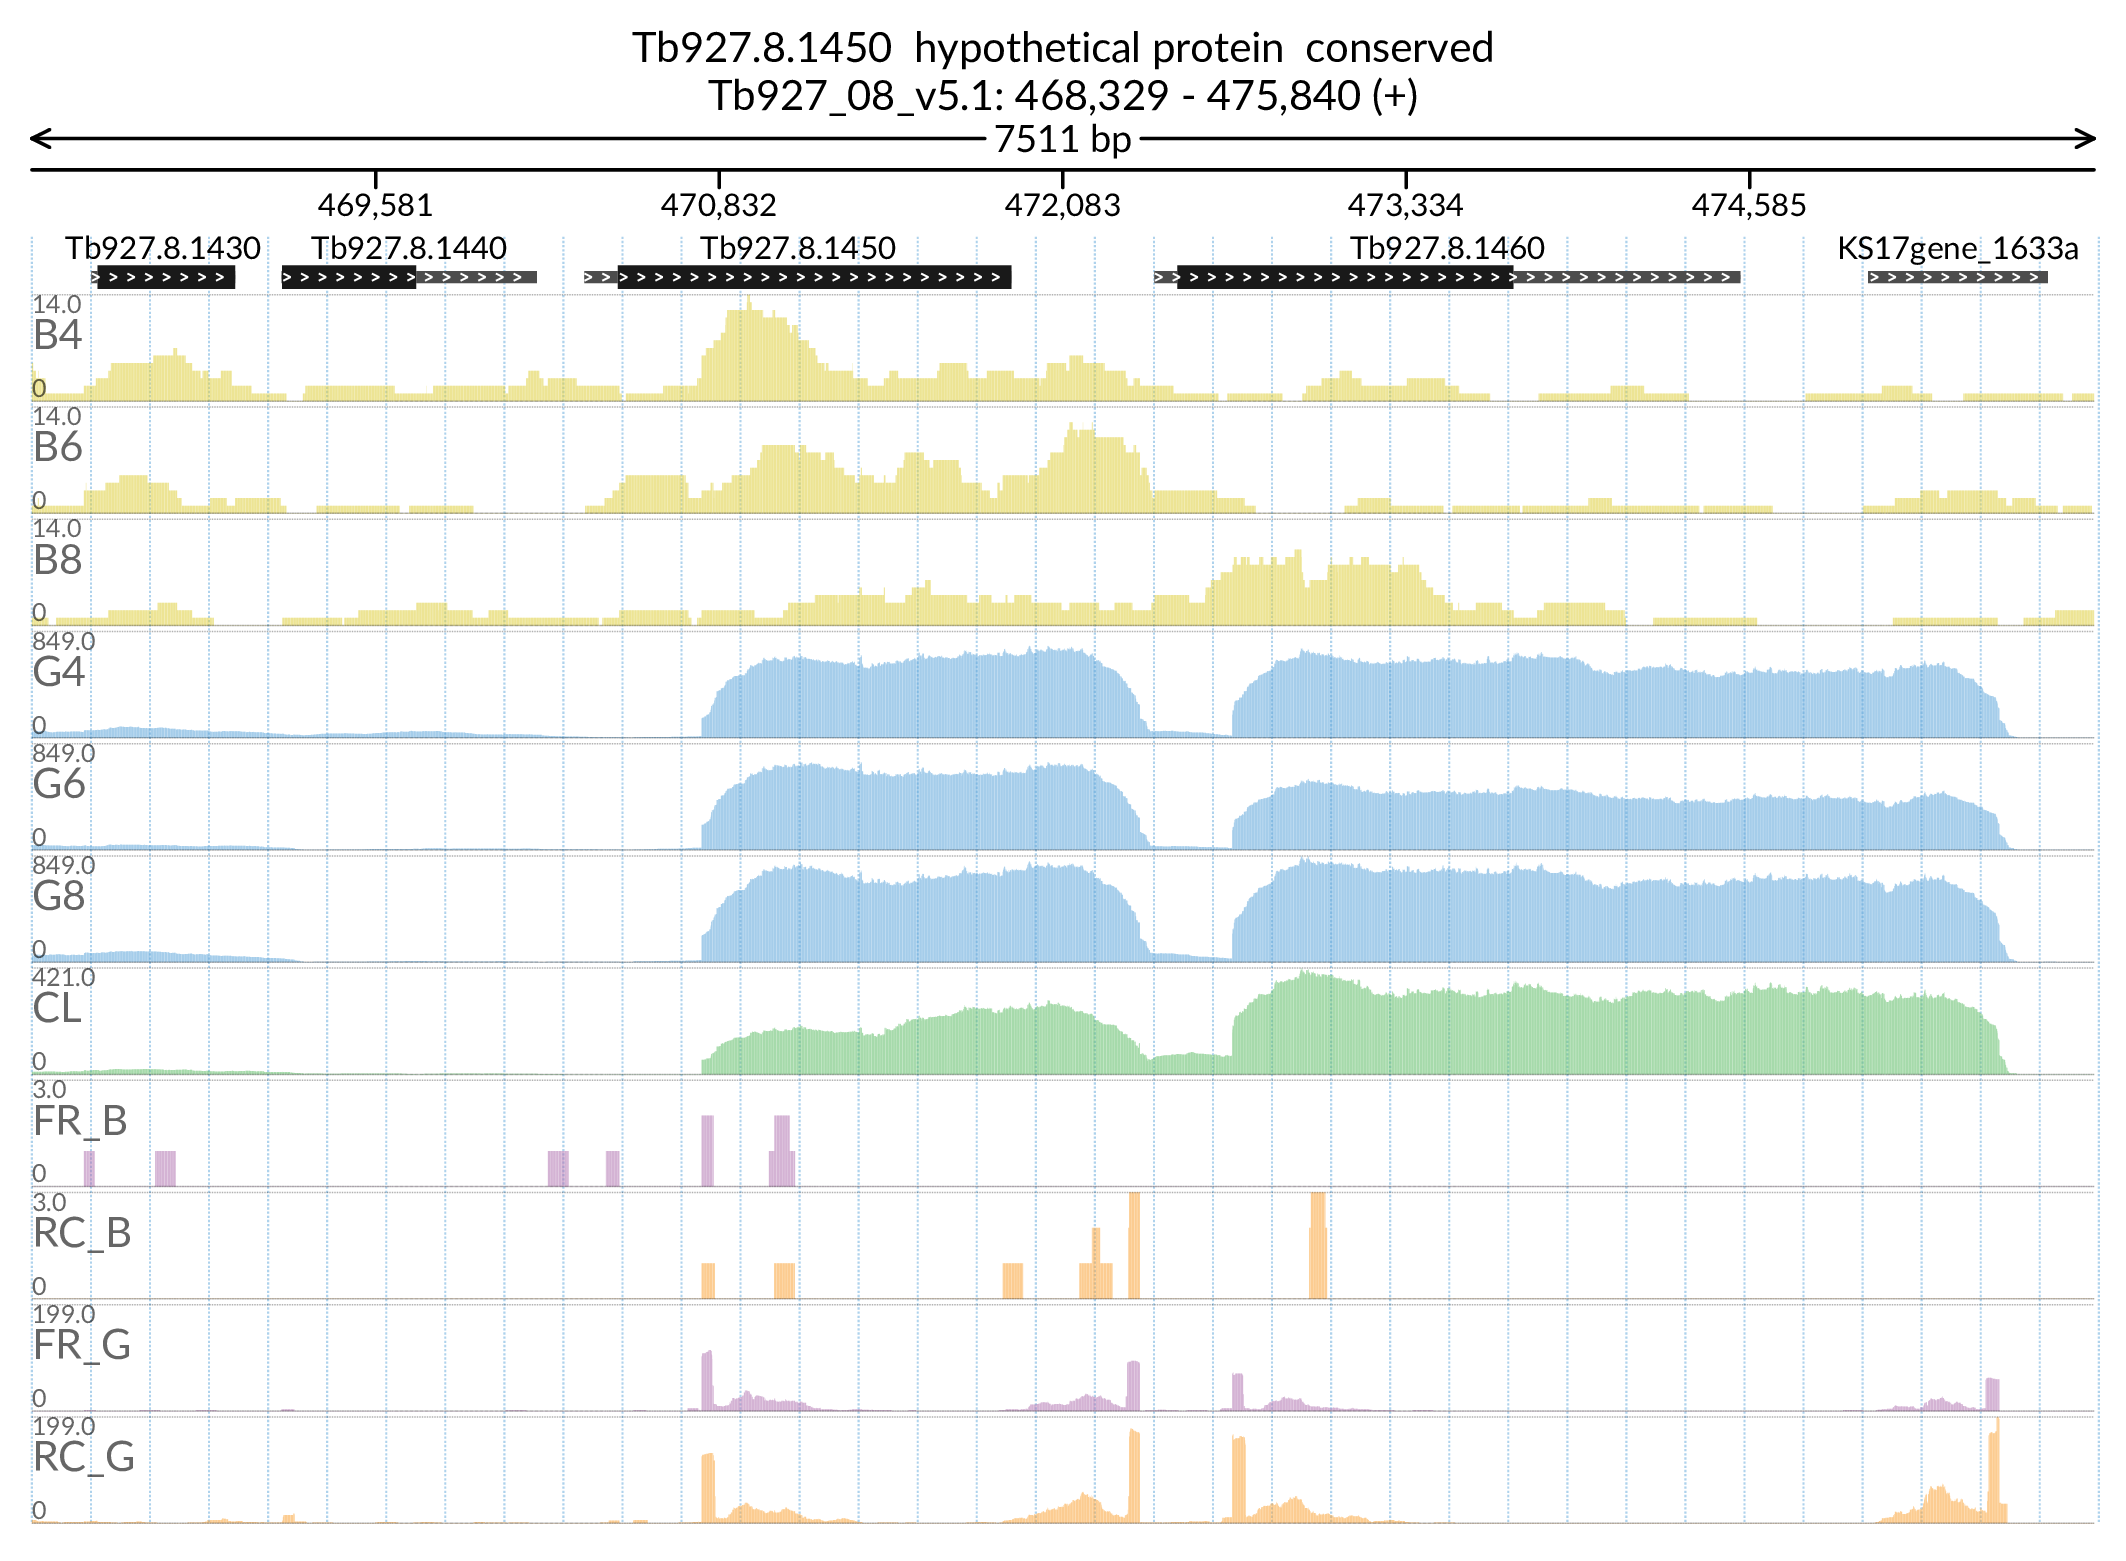 Tb927.8.1450 hypothetical protein conserved
Tb927_08_v5.1: 468,329 - 475,840 (+)
7511 bp
469,581 470,832 472,083 473,334 474,585
Tb927.8.1430 Tb927.8.1440 Tb927.8.1450 Tb927.8.1460 KS17gene_1633a
14.0
B4
0
14.0
B6
0
14.0
B8
0
849.0
G4
0
849.0
G6
0
849.0
G8
0
421.0
CL
0
3.0
FR_B
0
3.0
RC_B
0
199.0
FR_G
0
199.0
RC_G
0